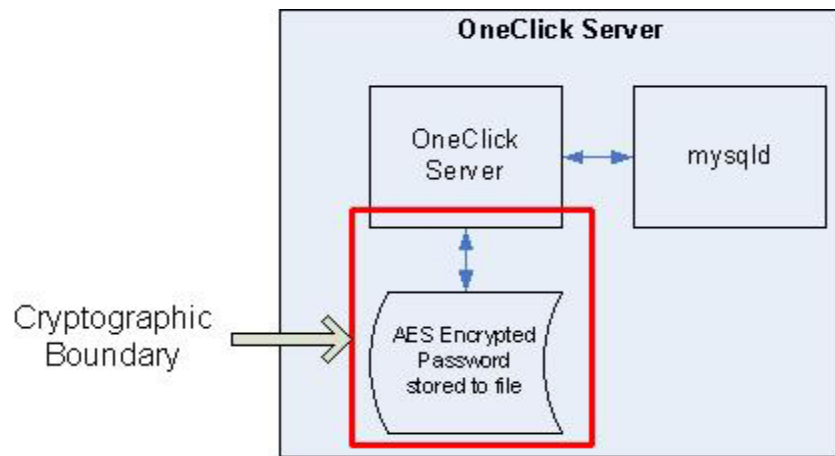 OneClick Server
OneClick
Server
mysqld
Cryptographic
Boundary
AES Encrypted
Password
stored to file